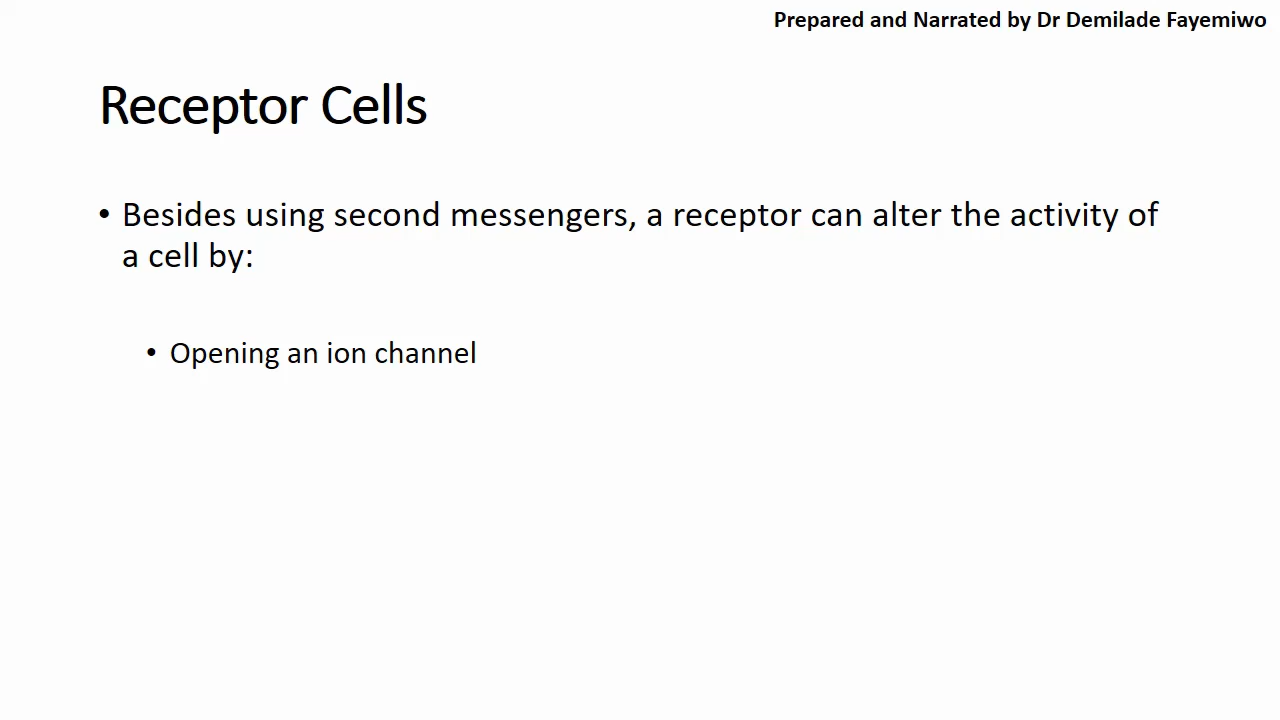 Prepared and Narrated by Dr Demilade Fayemiwo
Receptor Cells
• Besides using second messengers, a receptor can alter the activity of
a cell by:
• Opening an ion channel